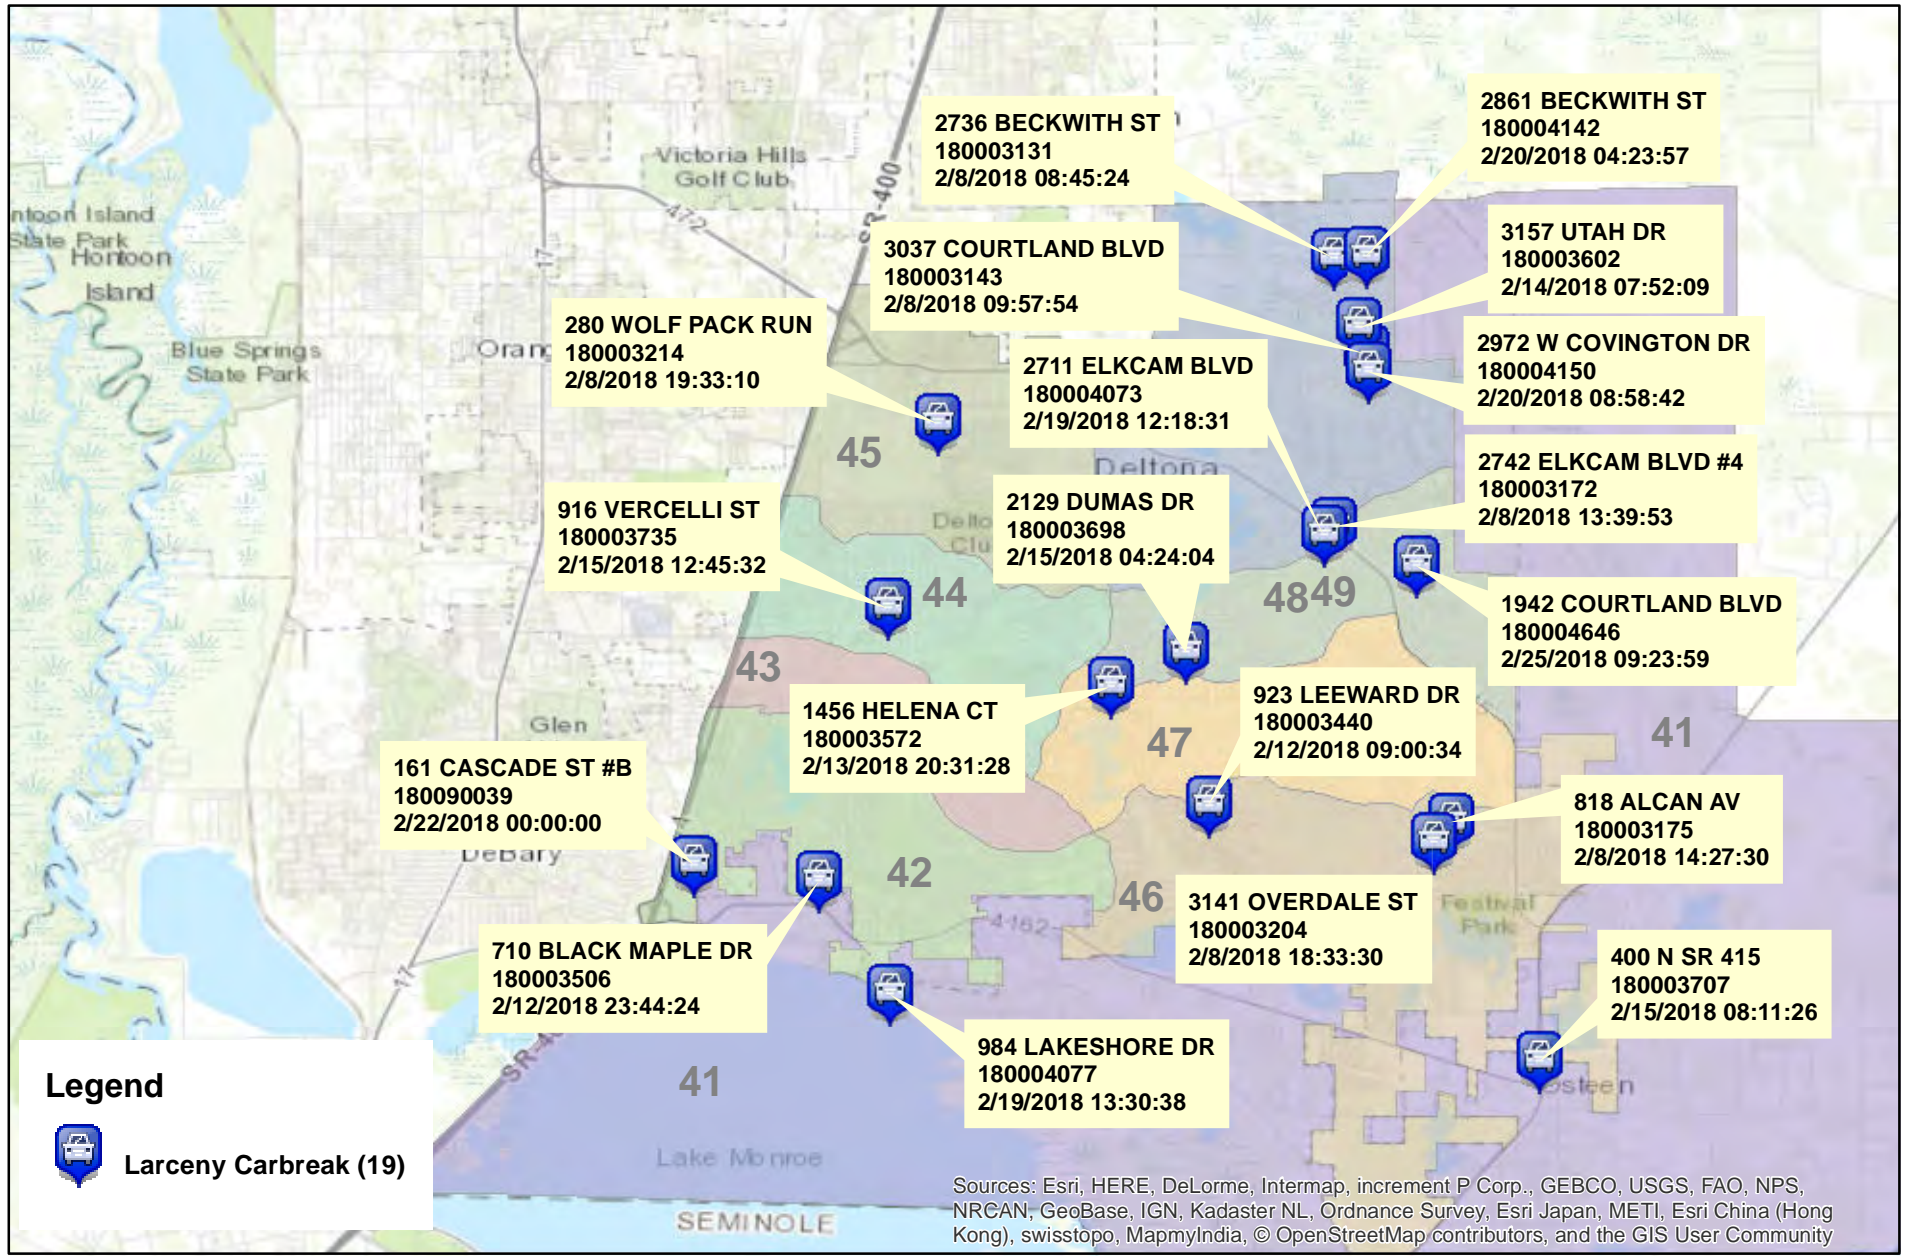 2861 BECKWITH ST
180004142
2/20/2018 04:23:57
2736 BECKWITH ST
180003131
2/8/2018 08:45:24
Victoria Hills
Golf Club
SR-400
472
17
ntoon Island
State Park
Hontoon
Island
3157 UTAH DR
180003602
2/14/2018 07:52:09
3037 COURTLAND BLVD
180003143
2/8/2018 09:57:54
280 WOLF PACK RUN
180003214
2/8/2018 19:33:10
Blue Springs
State Park
Oran
2972 W COVINGTON DR
180004150
2/20/2018 08:58:42
2711 ELKCAM BLVD
180004073
2/19/2018 12:18:31
45
Deltona
2742 ELKCAM BLVD #4
180003172
2/8/2018 13:39:53
916 VERCELLI ST
180003735
2/15/2018 12:45:32
2129 DUMAS DR
180003698
2/15/2018 04:24:04
Delto
Clu
44
48
49
1942 COURTLAND BLVD
180004646
2/25/2018 09:23:59
43
1456 HELENA CT
180003572
2/13/2018 20:31:28
923 LEEWARD DR
180003440
2/12/2018 09:00:34
47
41
Glen
161 CASCADE ST #B
180090039
2/22/2018 00:00:00
DeBary
818 ALCAN AV
180003175
2/8/2018 14:27:30
42
46
3141 OVERDALE ST
180003204
2/8/2018 18:33:30
Festival
Park
4162
710 BLACK MAPLE DR
180003506
2/12/2018 23:44:24
17
400 N SR 415
180003707
2/15/2018 08:11:26
984 LAKESHORE DR
180004077
2/19/2018 13:30:38
SR-4
41
Osteen
Legend
Larceny Carbreak (19)
Lake Monroe
SEMINOLE
Sources: Esri, HERE, DeLorme, Intermap, increment P Corp., GEBCO, USGS, FAO, NPS,
NRCAN, GeoBase, IGN, Kadaster NL, Ordnance Survey, Esri Japan, METI, Esri China (Hong
Kong), swisstopo, MapmyIndia, © OpenStreetMap contributors, and the GIS User Community